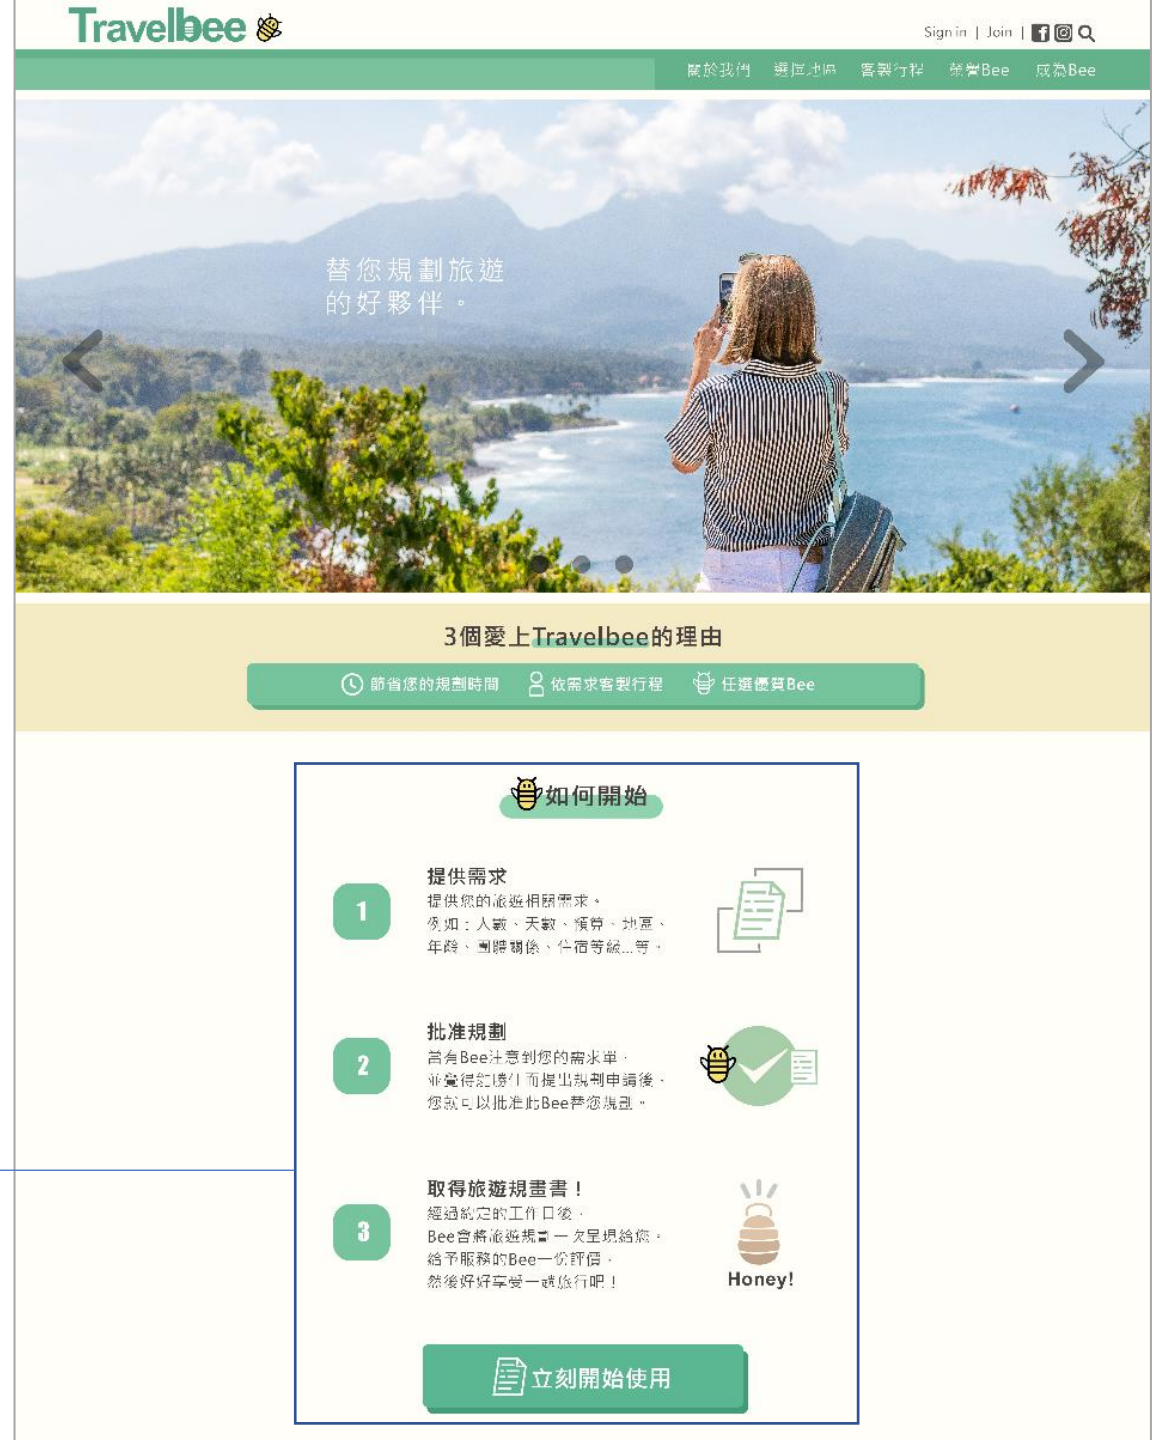 Travelbee
Sign in | Join |
關於我們 選擇地區 客製行程 榮譽Bee 成為Bee
替您規劃旅遊
的好夥伴。
3個愛上Travelbee的理由
節省您的規劃時間 依需求客製行程 任選優質Bee
如何開始
1
提供需求
提供您的旅遊相關需求。
例如：人數、天數、預算、地區、
年齡、團體關係、住宿等級...等。
2
批准規劃
當有Bee注意到您的需求單，
並覺得能勝任而提出規劃申請後，
您就可以批准此Bee替您規劃。
3
取得旅遊規畫書！
經過約定的工作日後，
Bee會將旅遊規劃一次呈現給您。
給予服務的Bee一份評價，
然後好好享受一趟旅行吧！
Honey!
立刻開始使用